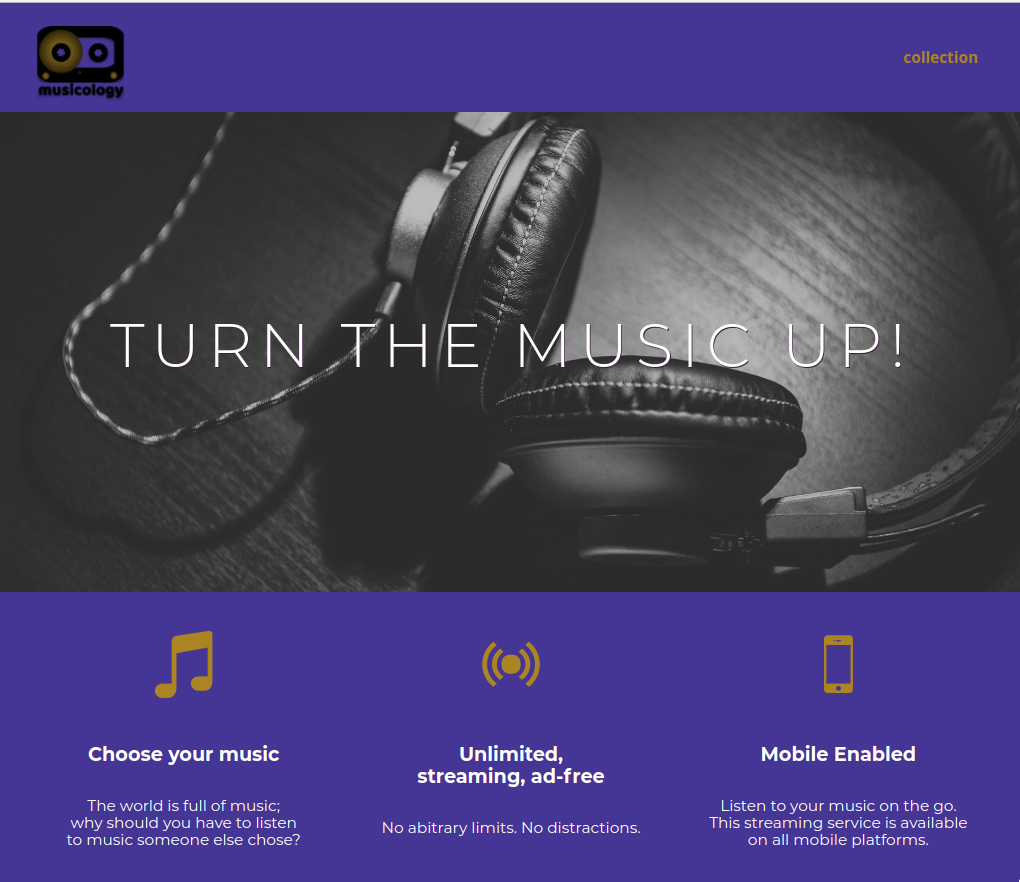 musicology
collection
TURN THE MUSIC UP!
Choose your music
The world is full of music;
why should you have to listen
to music someone else chose?
Unlimited,
streaming, ad-free
No abitrary limits. No distractions.
Mobile Enabled
Listen to your music on the go.
This streaming service is available
on all mobile platforms.